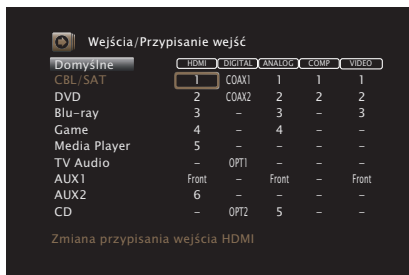 Wejścia/Przypisanie wejść
Domyślne HDMI DIGITAL ANALOG COMP VIDEO
CBL/SAT 1 COAX1 1 1 1
DVD 2 COAX2 2 2 2
Blu-ray 3 – 3 – 3
Game 4 – 4 – –
Media Player 5 – – – –
TV Audio – OPT1 – – –
AUX1 Front – Front – Front
AUX2 6 – – – –
CD – OPT2 5 – –
Zmiana przypisania wejścia HDMI